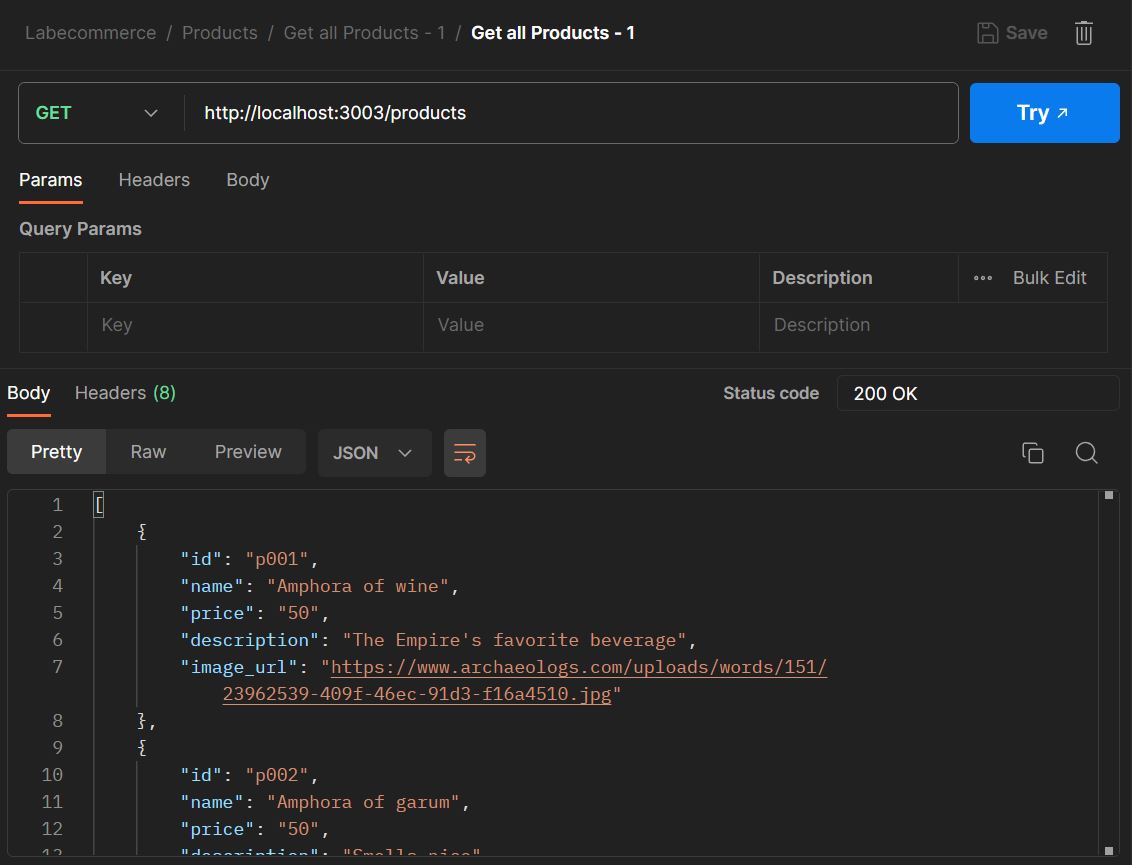 Labecommerce / Products / Get all Products - 1 / Get all Products - 1 Save
GET http://localhost:3003/products Try ↗
Params Headers Body
Query Params
Key Value Description ••• Bulk Edit
Key Value Description
Body Headers (8) Status code 200 OK
Pretty Raw Preview JSON
1 [
2 {
3 "id": "p001",
4 "name": "Amphora of wine",
5 "price": "50",
6 "description": "The Empire's favorite beverage",
7 "image_url": "https://www.archaeologs.com/uploads/words/151/
23962539-409f-46ec-91d3-f16a4510.jpg"
8 },
9 {
10 "id": "p002",
11 "name": "Amphora of garum",
12 "price": "50",
13 "description": "Smells nice"